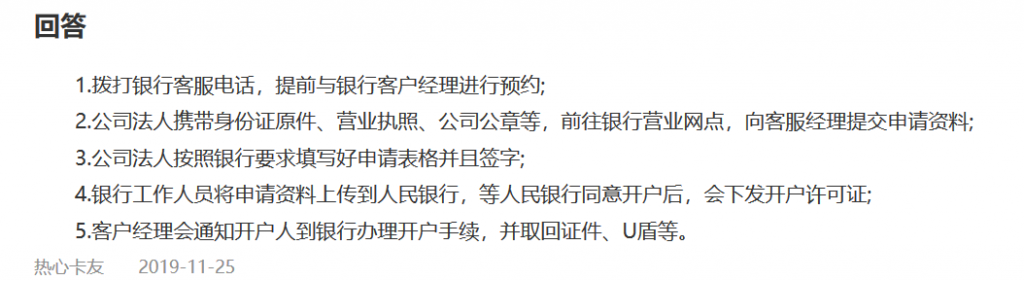 回答
1.拨打银行客服电话，提前与银行客户经理进行预约;
2.公司法人携带身份证原件、营业执照、公司公章等，前往银行营业网点，向客服经理提交申请资料;
3.公司法人按照银行要求填写好申请表格并且签字;
4.银行工作人员将申请资料上传到人民银行，等人民银行同意开户后，会下发开户许可证;
5.客户经理会通知开户人到银行办理开户手续，并取回证件、U盾等。
热心卡友 2019-11-25